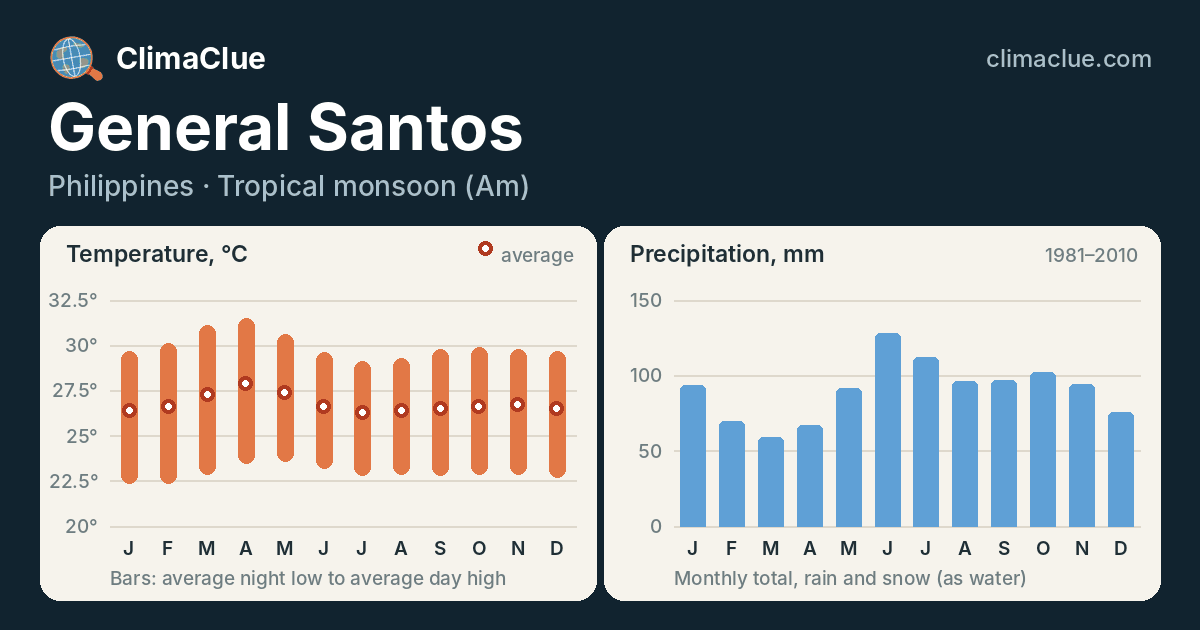 ClimaClue
climaclue.com
General Santos
Philippines · Tropical monsoon (Am)
Temperature, °C
average
32.5°
30°
27.5°
25°
22.5°
20°
J F M A M J J A S O N D
Bars: average night low to average day high
Precipitation, mm
1981–2010
150
100
50
0
J F M A M J J A S O N D
Monthly total, rain and snow (as water)